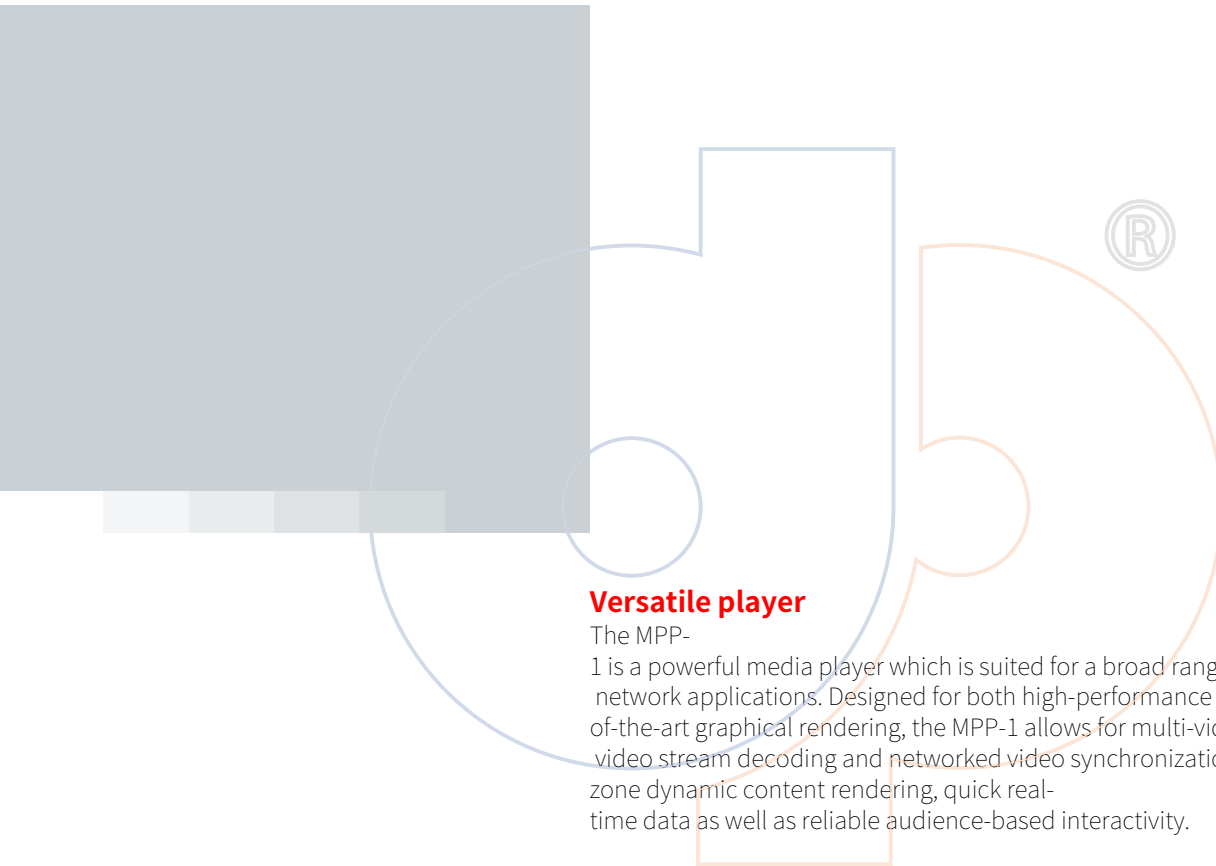 ®
Versatile player
The MPP-
1 is a powerful media player which is suited for a broad rang
network applications. Designed for both high-performance
of-the-art graphical rendering, the MPP-1 allows for multi-vid
video stream decoding and networked video synchronizatio
zone dynamic content rendering, quick real-
time data as well as reliable audience-based interactivity.